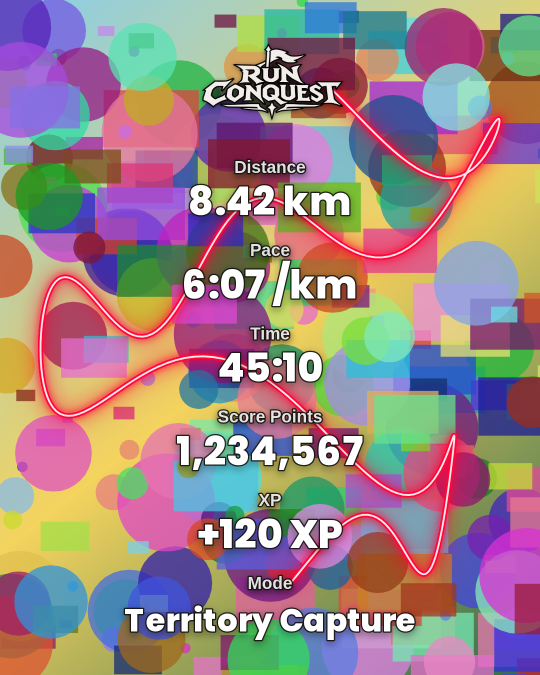 RUN
CONQUEST
Distance
8.42 km
Pace
6:07/km
Time
45:10
Score Points
1,234,567
XP
+120 XP
Mode
Territory Capture